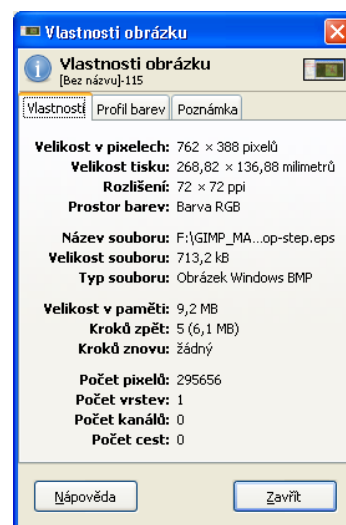 Vlastnosti obrázku
Vlastnosti obrázku
[Bez názvu]-115
Vlastnosti Profil barev Poznámka
Velikost v pixelech: 762 × 388 pixelů
Velikost tisku: 268,82 × 136,88 milimetrů
Rozlišení: 72 × 72 ppi
Prostor barev: Barva RGB
Název souboru: F:\GIMP_MA...op-step.eps
Velikost souboru: 713,2 kB
Typ souboru: Obrázek Windows BMP
Velikost v paměti: 9,2 MB
Kroků zpět: 5 (6,1 MB)
Kroků znovu: žádný
Počet pixelů: 295656
Počet vrstev: 1
Počet kanálů: 0
Počet cest: 0
Nápověda Zavřít